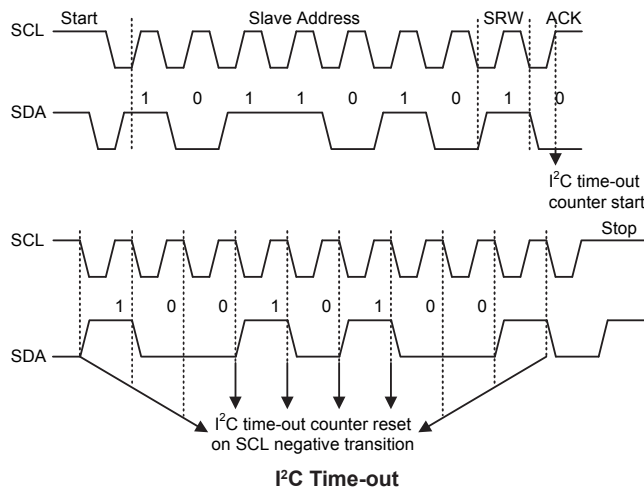 Start Slave Address SRW ACK
SCL
1 0 1 1 0 1 0 1 0
SDA
I²C time-out
counter start
Stop
SCL
1 0 0 1 0 1 0 0
SDA
I²C time-out counter reset
on SCL negative transition
I²C Time-out